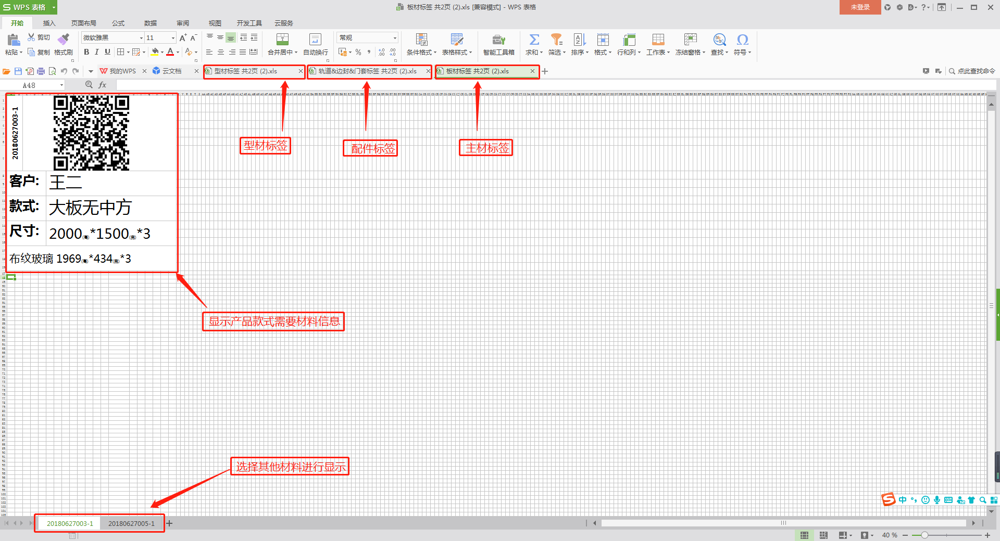 WPS 表格
板材标签 共2页 (2).xls [兼容模式] - WPS 表格
未登录
开始 插入 页面布局 公式 数据 审阅 视图 开发工具 云服务
粘贴 剪切 复制 格式刷
微软雅黑 11
B I U
合并居中 自动换行
常规
条件格式 表格样式 智能工具箱 求和 筛选 排序 格式 行和列 工作表 冻结窗格 查找 符号
我的WPS 云文档 型材标签 共2页 (2).xls 轨道&边封&门套标签 共2页 (2).xls 板材标签 共2页 (2).xls
点此查找命令
A48 fx
20180627003-1
型材标签 配件标签 主材标签
客户: 王二
款式: 大板无中方
尺寸: 2000(高)*1500(宽)*3
布纹玻璃 1969(高)*434(宽)*3
显示产品款式需要材料信息
选择其他材料进行显示
中
20180627003-1 20180627005-1
40 %